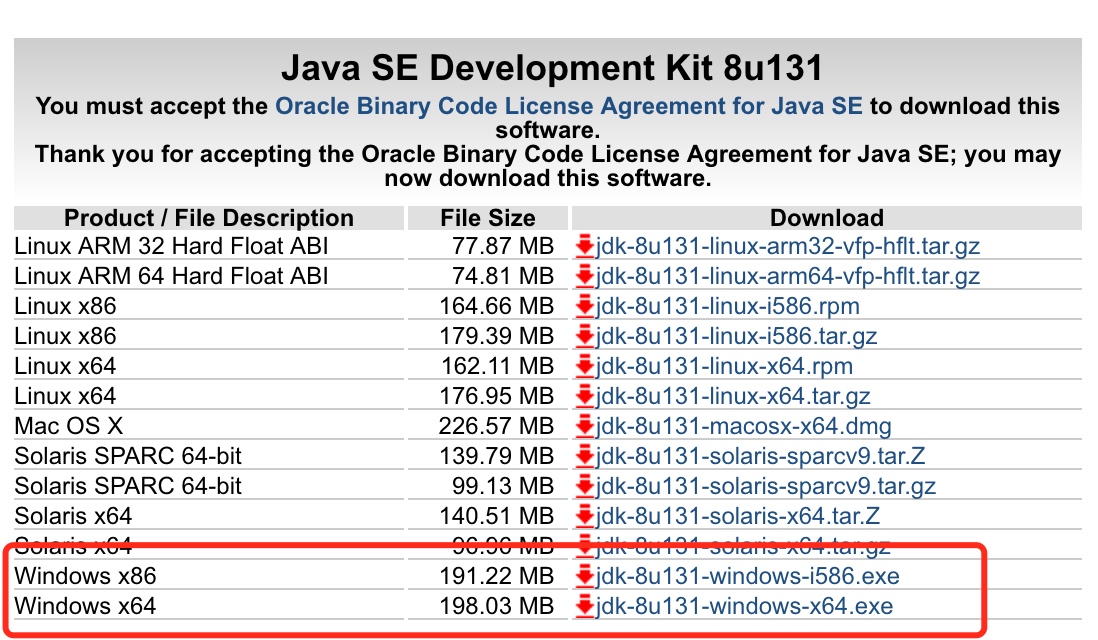 Java SE Development Kit 8u131
You must accept the Oracle Binary Code License Agreement for Java SE to download this
software.
Thank you for accepting the Oracle Binary Code License Agreement for Java SE; you may
now download this software.
Product / File Description File Size Download
Linux ARM 32 Hard Float ABI 77.87 MB jdk-8u131-linux-arm32-vfp-hflt.tar.gz
Linux ARM 64 Hard Float ABI 74.81 MB jdk-8u131-linux-arm64-vfp-hflt.tar.gz
Linux x86 164.66 MB jdk-8u131-linux-i586.rpm
Linux x86 179.39 MB jdk-8u131-linux-i586.tar.gz
Linux x64 162.11 MB jdk-8u131-linux-x64.rpm
Linux x64 176.95 MB jdk-8u131-linux-x64.tar.gz
Mac OS X 226.57 MB jdk-8u131-macosx-x64.dmg
Solaris SPARC 64-bit 139.79 MB jdk-8u131-solaris-sparcv9.tar.Z
Solaris SPARC 64-bit 99.13 MB jdk-8u131-solaris-sparcv9.tar.gz
Solaris x64 140.51 MB jdk-8u131-solaris-x64.tar.Z
Solaris x64 96.96 MB jdk-8u131-solaris-x64.tar.gz
Windows x86 191.22 MB jdk-8u131-windows-i586.exe
Windows x64 198.03 MB jdk-8u131-windows-x64.exe